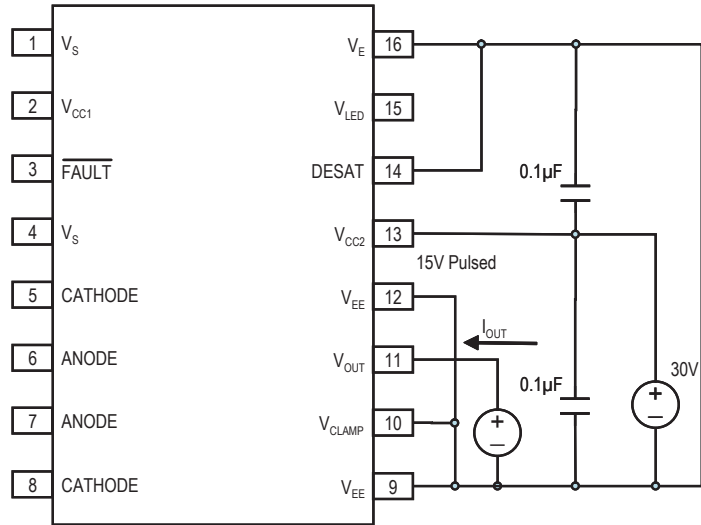 1 V_S
V_E 16
2 V_CC1
V_LED 15
3 FAULT
DESAT 14
0.1µF
4 V_S
V_CC2 13
15V Pulsed
5 CATHODE
V_EE 12
I_OUT
6 ANODE
V_OUT 11
30V
0.1µF
+
+
7 ANODE
V_CLAMP 10
–
–
8 CATHODE
V_EE 9